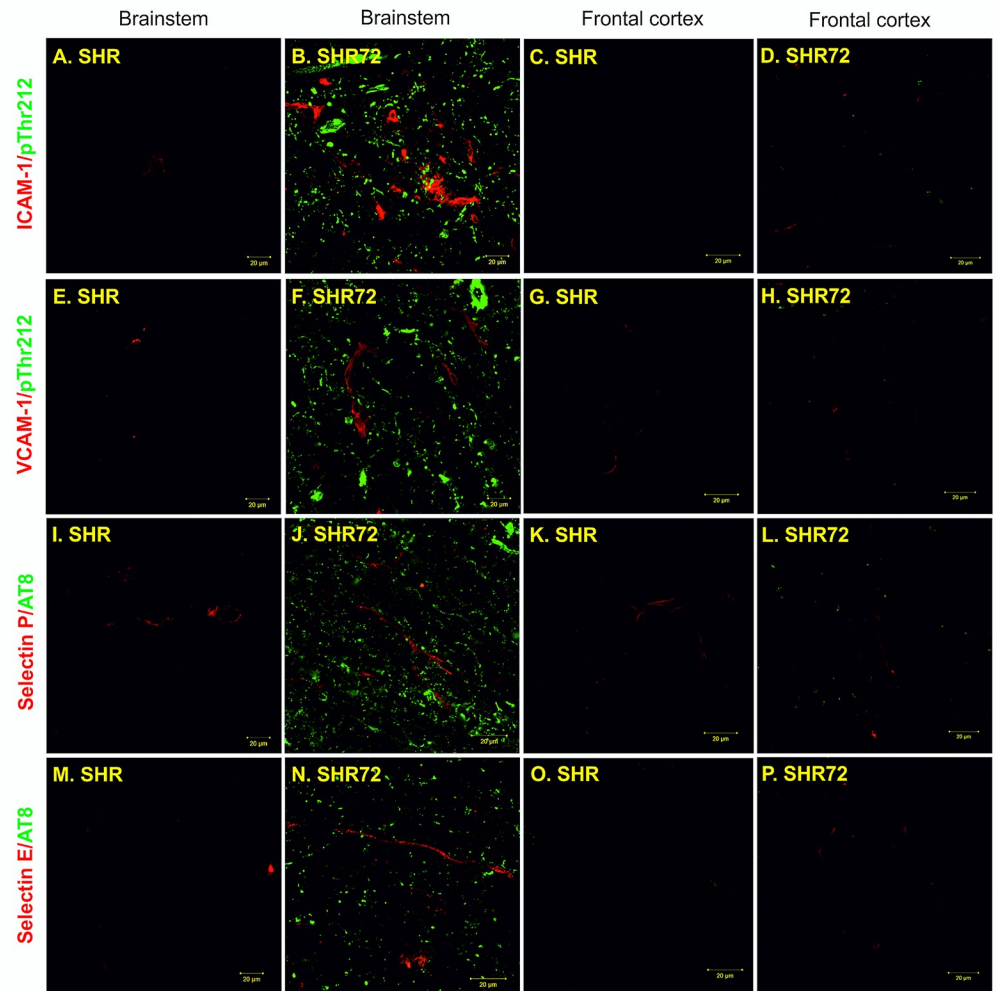 Brainstem
Brainstem
Frontal cortex
Frontal cortex
ICAM-1/pThr212
A. SHR
20 µm
B. SHR72
20 µm
C. SHR
20 µm
D. SHR72
20 µm
VCAM-1/pThr212
E. SHR
20 µm
F. SHR72
20 µm
G. SHR
20 µm
H. SHR72
20 µm
Selectin P/AT8
I. SHR
20 µm
J. SHR72
20 µm
K. SHR
20 µm
L. SHR72
20 µm
Selectin E/AT8
M. SHR
20 µm
N. SHR72
20 µm
O. SHR
20 µm
P. SHR72
20 µm